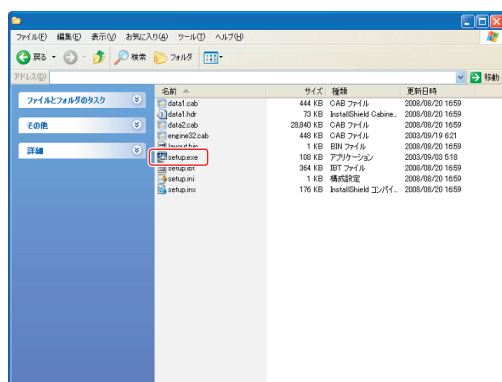 ファイル(F) 編集(E) 表示(V) お気に入り(A) ツール(T) ヘルプ(H)
戻る 検索 フォルダ
アドレス(D) 移動
ファイルとフォルダのタスク
その他
詳細
名前 サイズ 種類 更新日時
data1.cab 444 KB CAB ファイル 2008/08/20 16:59
data1.hdr 73 KB InstallShield Cabine... 2008/08/20 16:59
data2.cab 28,840 KB CAB ファイル 2008/08/20 16:59
engine32.cab 448 KB CAB ファイル 2003/09/19 6:21
layout.bin 1 KB BIN ファイル 2008/08/20 16:59
setup.exe 108 KB アプリケーション 2003/09/03 5:18
setup.ibt 364 KB IBT ファイル 2008/08/20 16:59
setup.ini 1 KB 構成設定 2008/08/20 16:59
setup.inx 176 KB InstallShield コンパイ... 2008/08/20 16:59